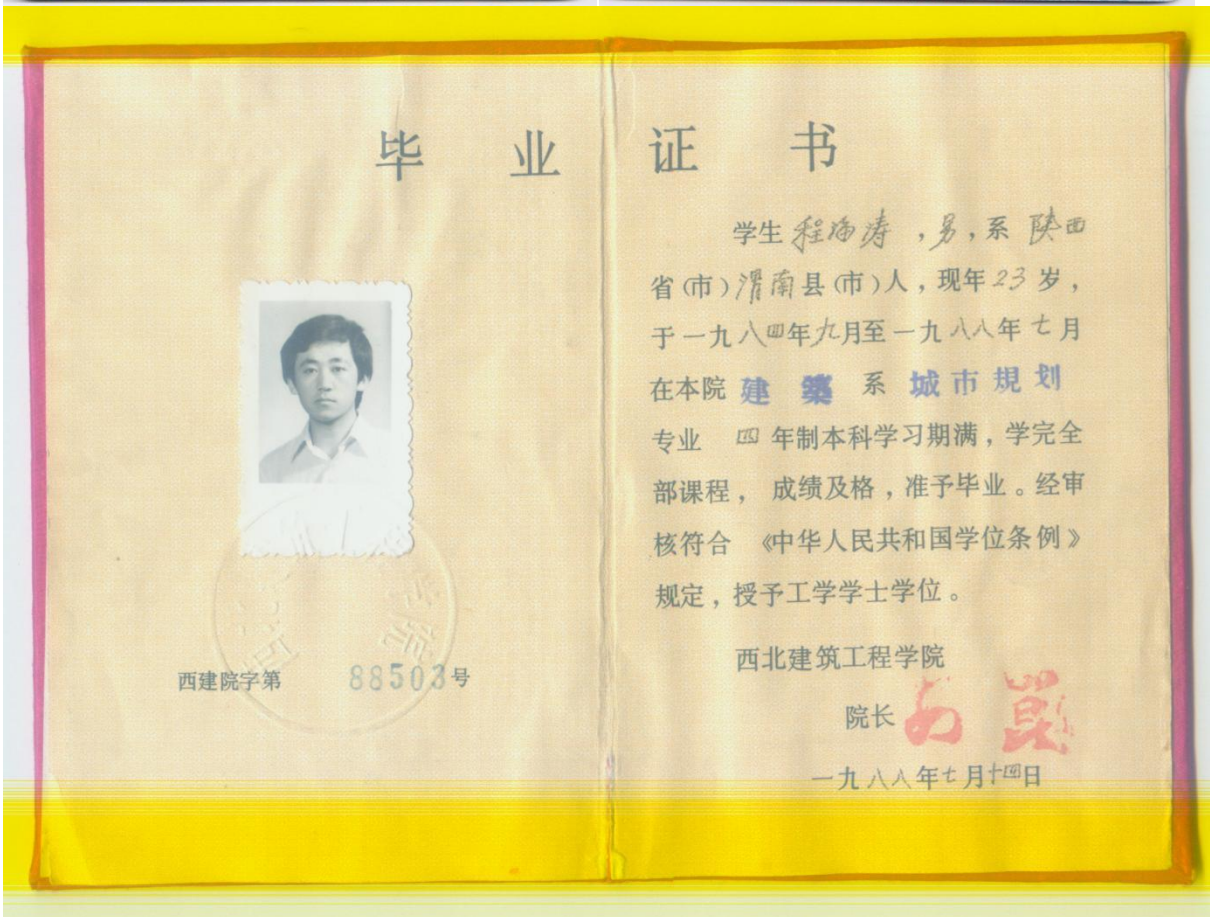 毕业证书
学生程海涛，男，系陕西
省(市)渭南县(市)人，现年23岁，
于一九八四年九月至一九八八年七月
在本院 建築 系 城市規划
专业 四年制本科学习期满，学完全
部课程， 成绩及格，准予毕业。经审
核符合 《中华人民共和国学位条例》
规定，授予工学学士学位。
西北建筑工程学院
院长
一九八八年七月十四日
西建院字第 88503号